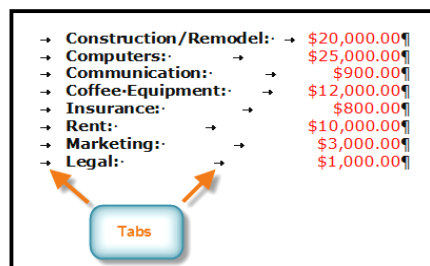 → Construction/Remodel:· → $20,000.00¶
→ Computers: → $25,000.00¶
→ Communication:· → $900.00¶
→ Coffee·Equipment:· → $12,000.00¶
→ Insurance:· → $800.00¶
→ Rent:· → $10,000.00¶
→ Marketing:· → $3,000.00¶
→ Legal:· → $1,000.00¶
Tabs